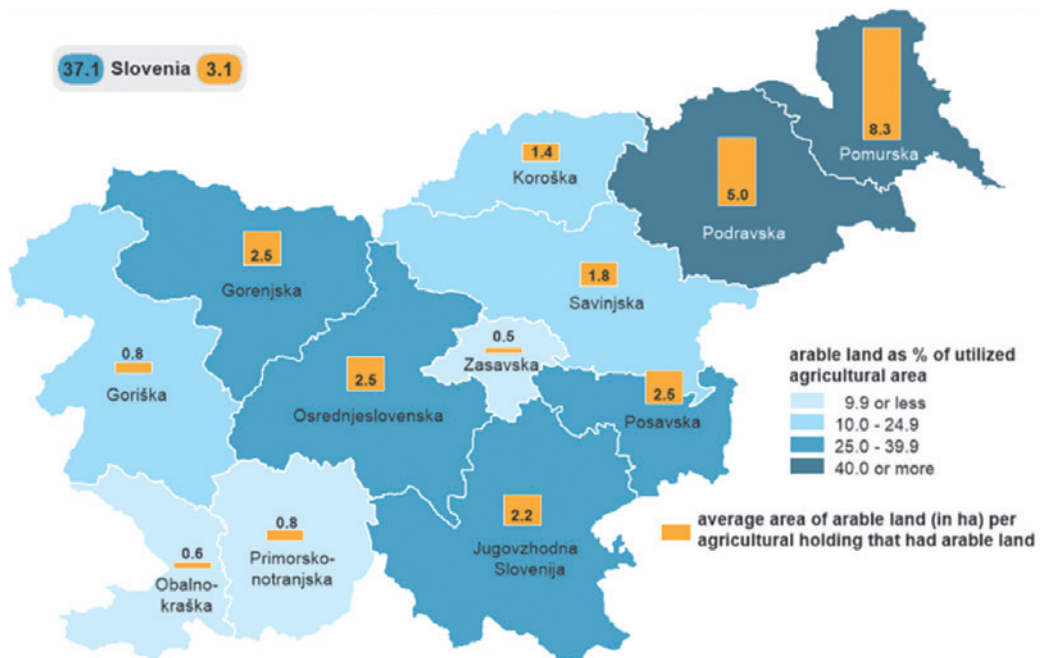 37.1 Slovenia 3.1
8.3
Pomurska
1.4
Koroška
5.0
Podravska
2.5
Gorenjska
1.8
Savinjska
0.5
Zasavska
0.8
Goriška
2.5
Osrednjeslovenska
2.5
Posavska
arable land as % of utilized
agricultural area
9.9 or less
10.0 - 24.9
25.0 - 39.9
40.0 or more
2.2
Jugovzhodna
Slovenija
0.8
Primorsko-
notranjska
0.6
Obalno-
kraška
average area of arable land (in ha) per
agricultural holding that had arable land